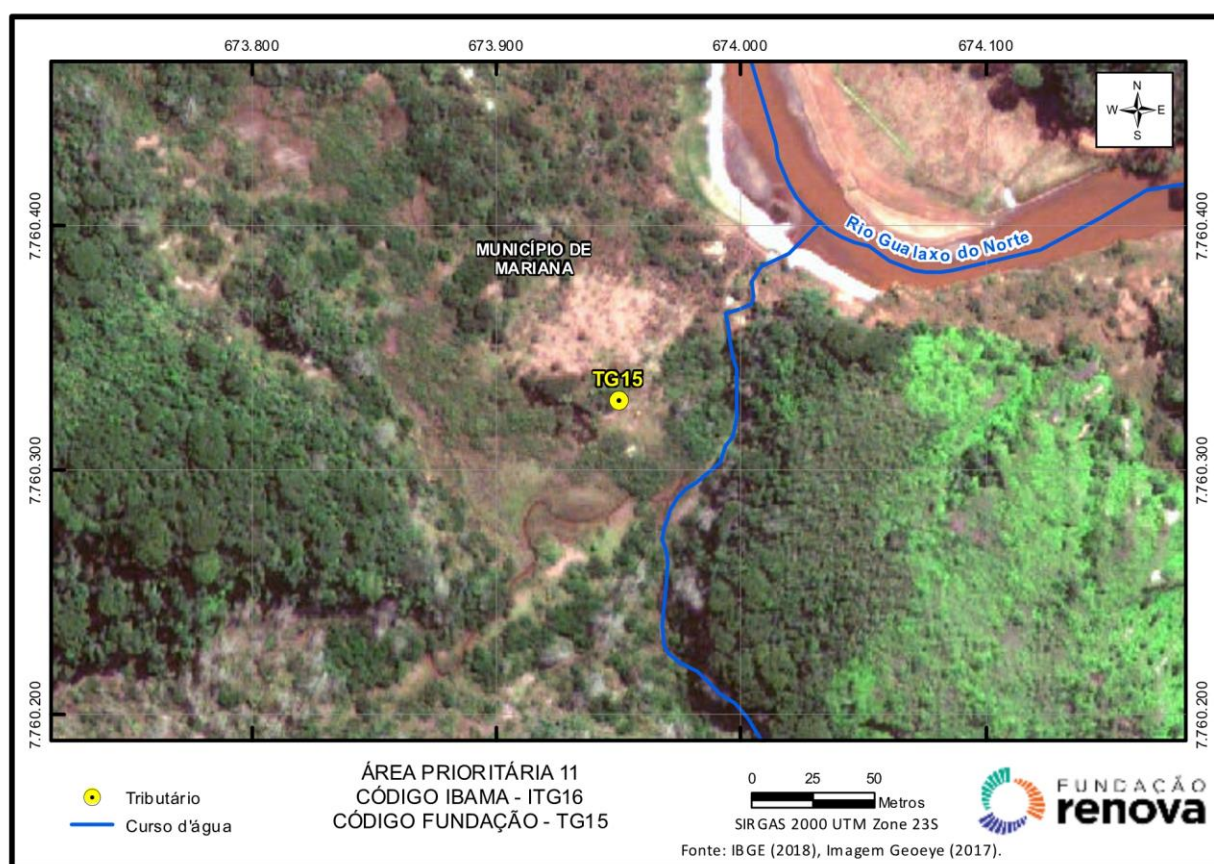 673.800
673.900
674.000
674.100
N
W E
S
7.760.400
7.760.400
Rio Gualaxo do Norte
MUNICÍPIO DE
MARIANA
TG15
7.760.300
7.760.300
7.760.200
7.760.200
Tributário
Curso d'água
ÁREA PRIORITÁRIA 11
CÓDIGO IBAMA - ITG16
CÓDIGO FUNDAÇÃO - TG15
0 25 50
Metros
SIRGAS 2000 UTM Zone 23S
Fonte: IBGE (2018), Imagem Geoeye (2017).
FUNDAÇÃO
renova